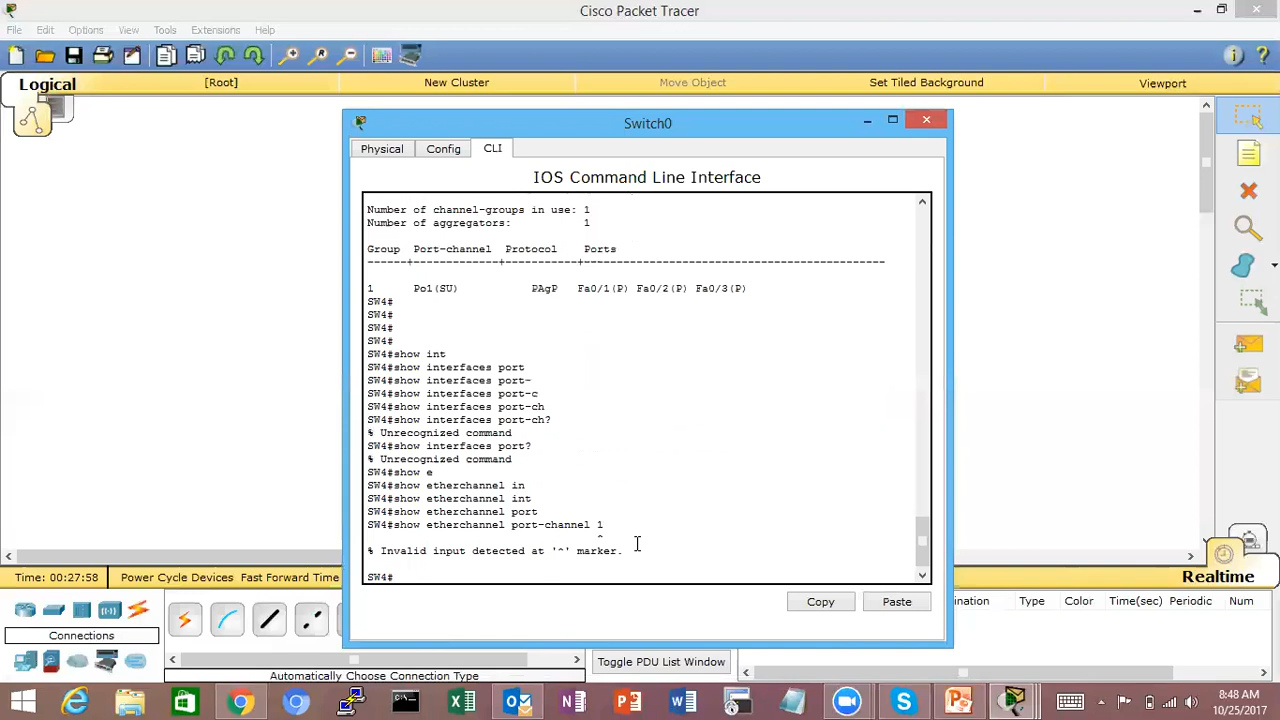 Cisco Packet Tracer
File Edit Options View Tools Extensions Help
Logical [Root] New Cluster Move Object Set Tiled Background Viewport
Switch0
Physical Config CLI
IOS Command Line Interface
Number of channel-groups in use: 1
Number of aggregators: 1
Group Port-channel Protocol Ports
------+-------------+-----------+----------------------------------------------
1 Po1(SU) PAgP Fa0/1(P) Fa0/2(P) Fa0/3(P)
SW4#
SW4#
SW4#
SW4#
SW4#show int
SW4#show interfaces port
SW4#show interfaces port-
SW4#show interfaces port-c
SW4#show interfaces port-ch
SW4#show interfaces port-ch?
% Unrecognized command
SW4#show interfaces port?
% Unrecognized command
SW4#show e
SW4#show etherchannel in
SW4#show etherchannel int
SW4#show etherchannel port
SW4#show etherchannel port-channel 1
^
% Invalid input detected at '^' marker.
SW4#
Copy Paste
Time: 00:27:58 Power Cycle Devices Fast Forward Time
Realtime
Connections
ination Type Color Time(sec) Periodic Num
Automatically Choose Connection Type
Toggle PDU List Window
8:48 AM
10/25/2017